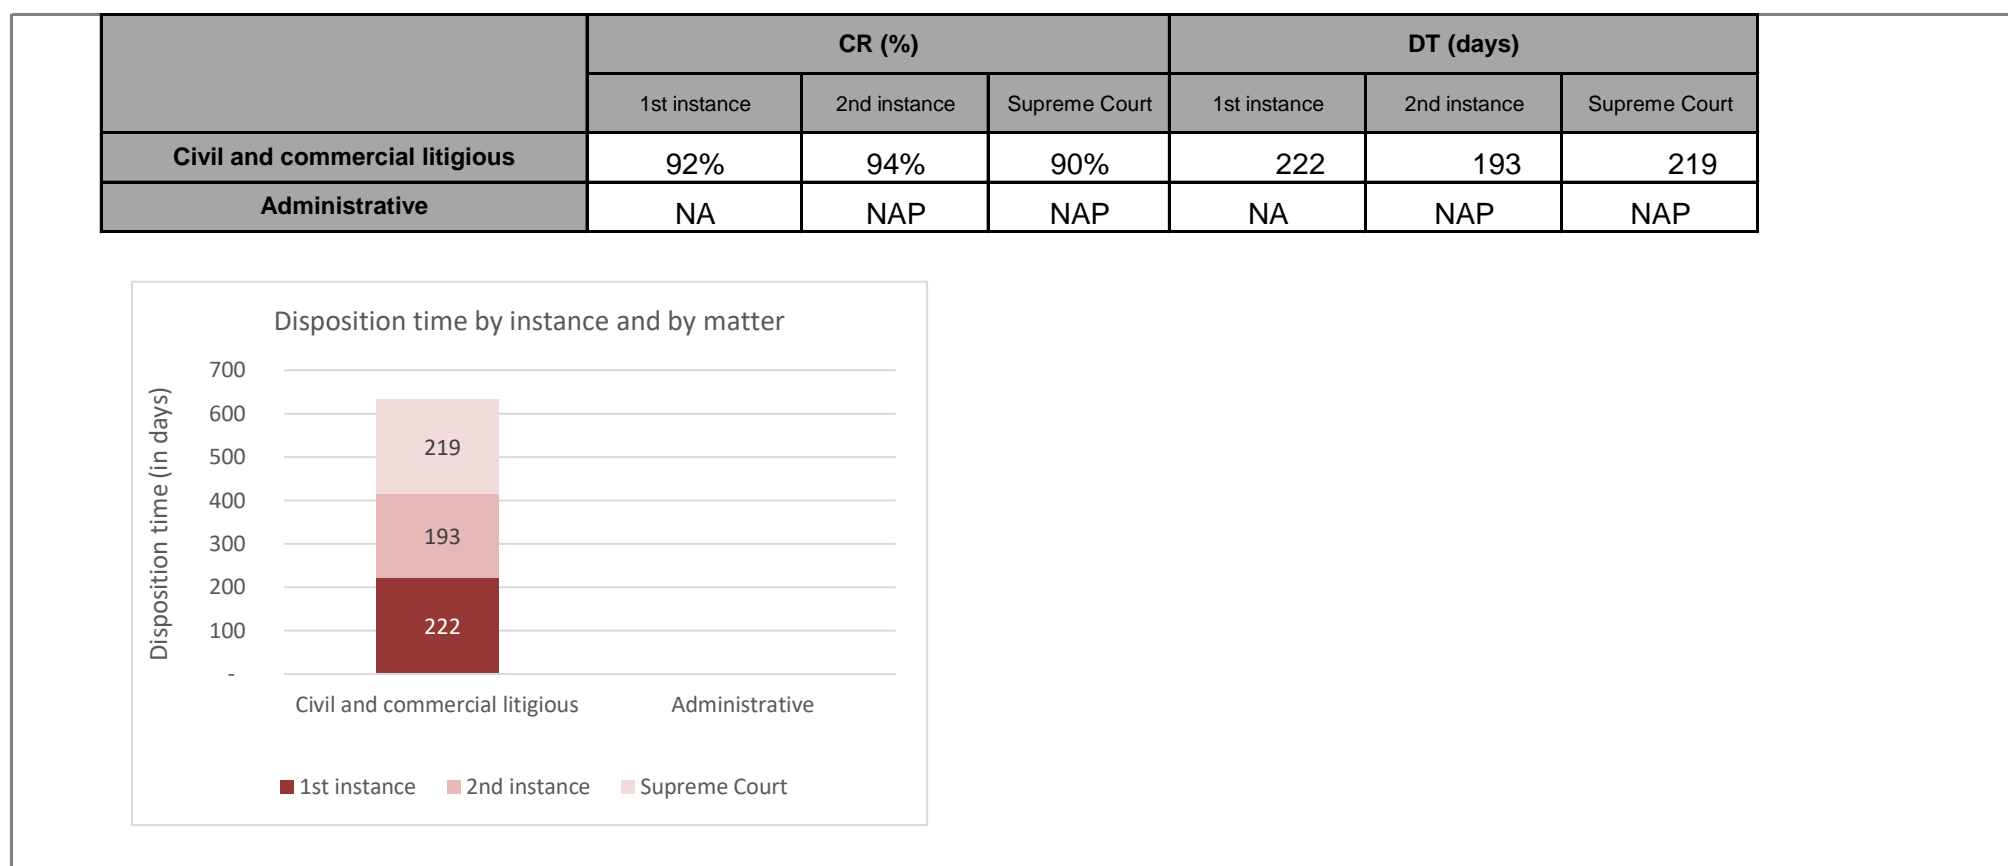 CR (%) DT (days)
1st instance 2nd instance Supreme Court 1st instance 2nd instance Supreme Court
Civil and commercial litigious 92% 94% 90% 222 193 219
Administrative NA NAP NAP NA NAP NAP
Disposition time by instance and by matter
Disposition time (in days)
700
600
500
400
300
200
100
-
219
193
222
Civil and commercial litigious Administrative
1st instance 2nd instance Supreme Court